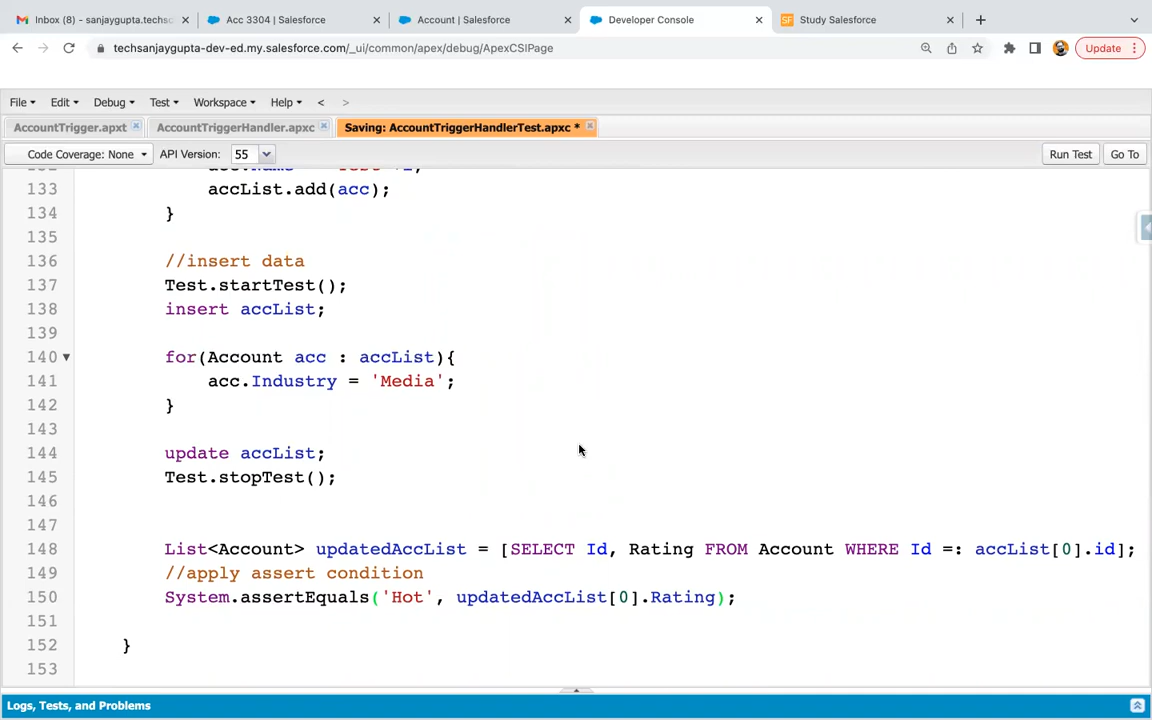 Inbox (6) - sanjaygupta.techsc
Acc 3304 | Salesforce
Account | Salesforce
Developer Console
Study Salesforce
techsanjaygupta-dev-ed.my.salesforce.com/_ui/common/apex/debug/ApexCSIPage
Update
File Edit Debug Test Workspace Help < >
AccountTrigger.apxt
AccountTriggerHandler.apxc
Saving: AccountTriggerHandlerTest.apxc *
Code Coverage: None API Version: 55 Run Test Go To
133 accList.add(acc);
134 }
135
136 //insert data
137 Test.startTest();
138 insert accList;
139
140 for(Account acc : accList){
141 acc.Industry = 'Media';
142 }
143
144 update accList;
145 Test.stopTest();
146
147
148 List<Account> updatedAccList = [SELECT Id, Rating FROM Account WHERE Id =: accList[0].id];
149 //apply assert condition
150 System.assertEquals('Hot', updatedAccList[0].Rating);
151
152 }
153
Logs, Tests, and Problems